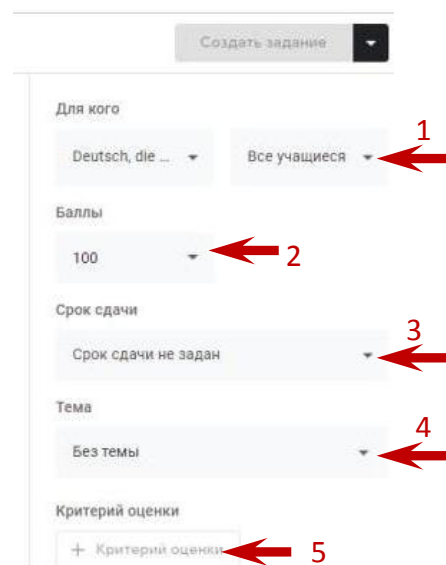 Создать задание
Для кого
Deutsch, die ... Все учащиеся 1
Баллы
100 2
Срок сдачи
Срок сдачи не задан 3
Тема
Без темы 4
Критерий оценки
+ Критерий оценки 5